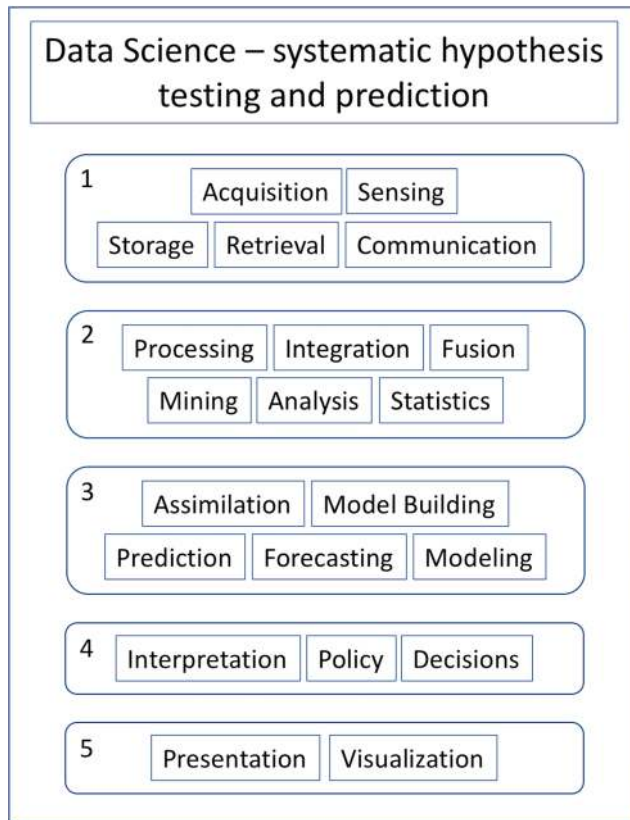 Data Science – systematic hypothesis
testing and prediction
1
Acquisition Sensing
Storage Retrieval Communication
2
Processing Integration Fusion
Mining Analysis Statistics
3
Assimilation Model Building
Prediction Forecasting Modeling
4
Interpretation Policy Decisions
5
Presentation Visualization